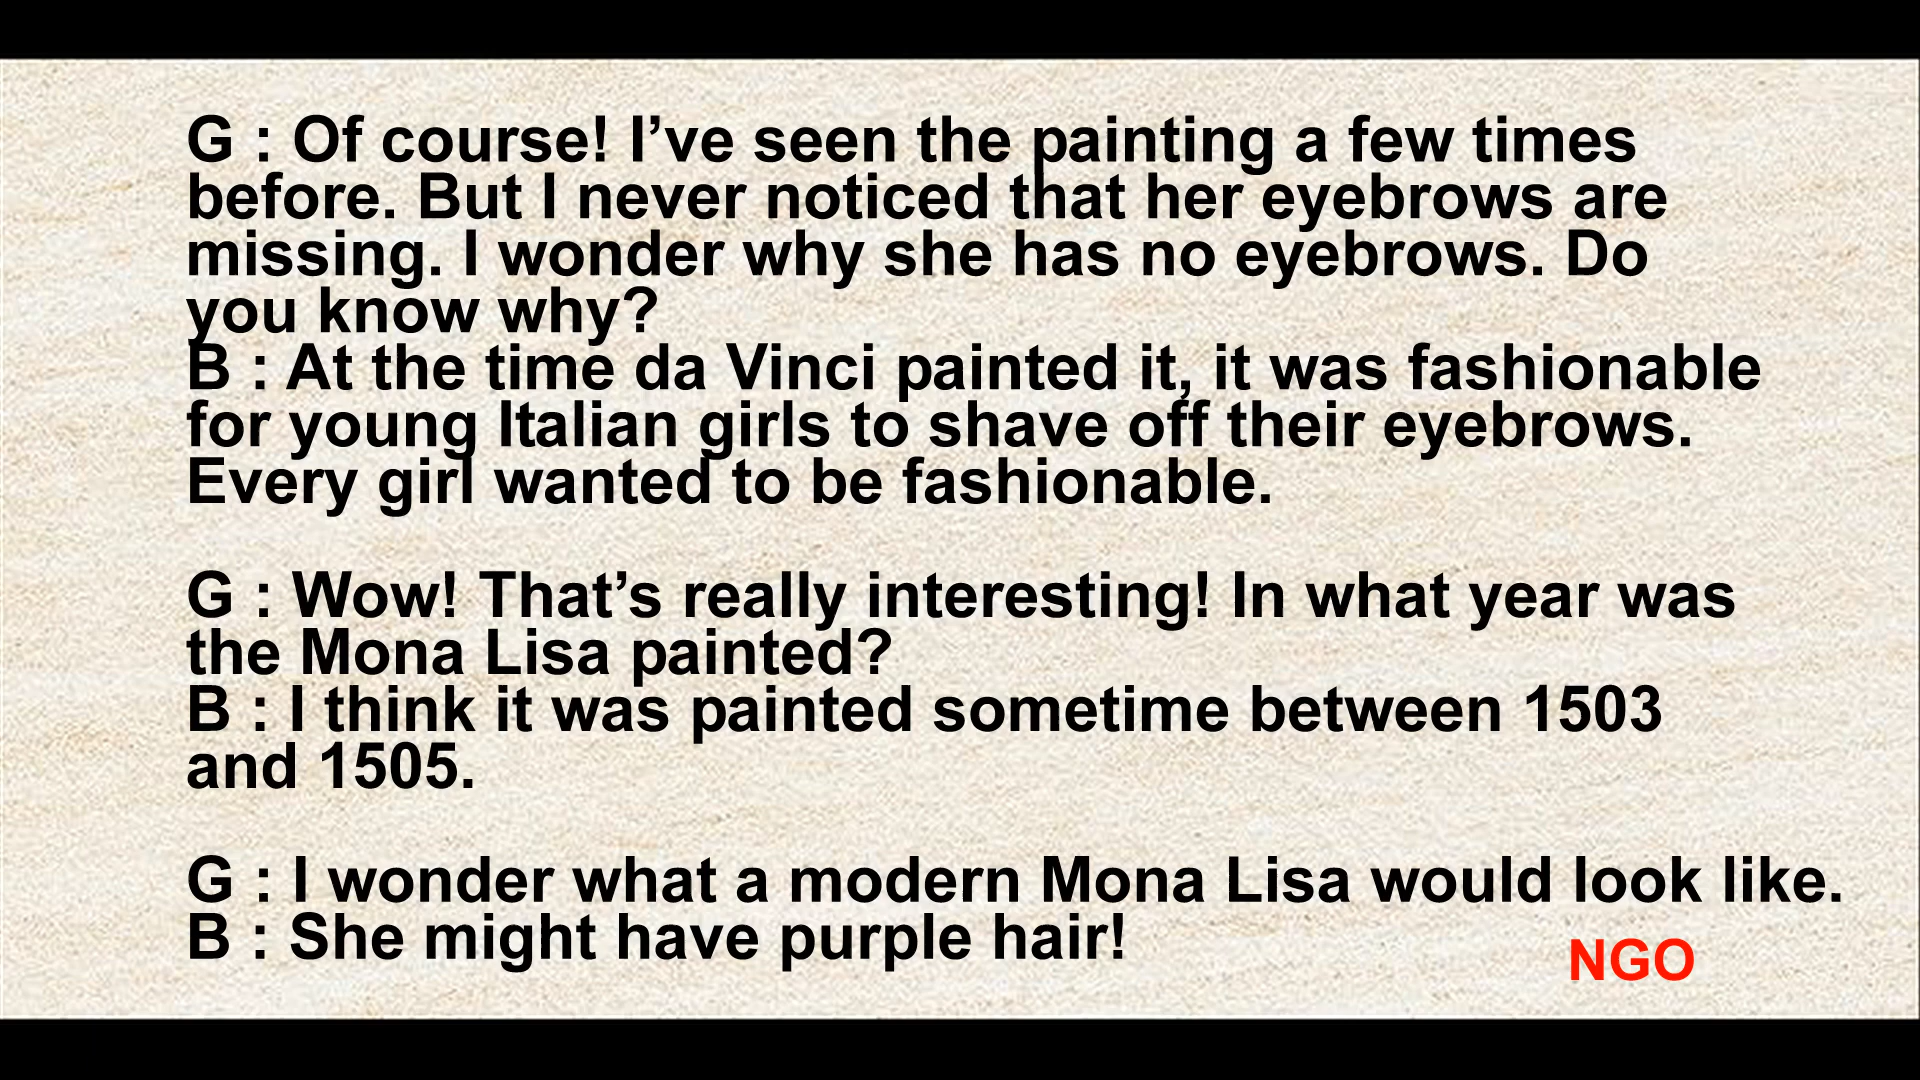 G : Of course! I’ve seen the painting a few times
before. But I never noticed that her eyebrows are
missing. I wonder why she has no eyebrows. Do
you know why?
B : At the time da Vinci painted it, it was fashionable
for young Italian girls to shave off their eyebrows.
Every girl wanted to be fashionable.
G : Wow! That’s really interesting! In what year was
the Mona Lisa painted?
B : I think it was painted sometime between 1503
and 1505.
G : I wonder what a modern Mona Lisa would look like.
B : She might have purple hair!
NGO